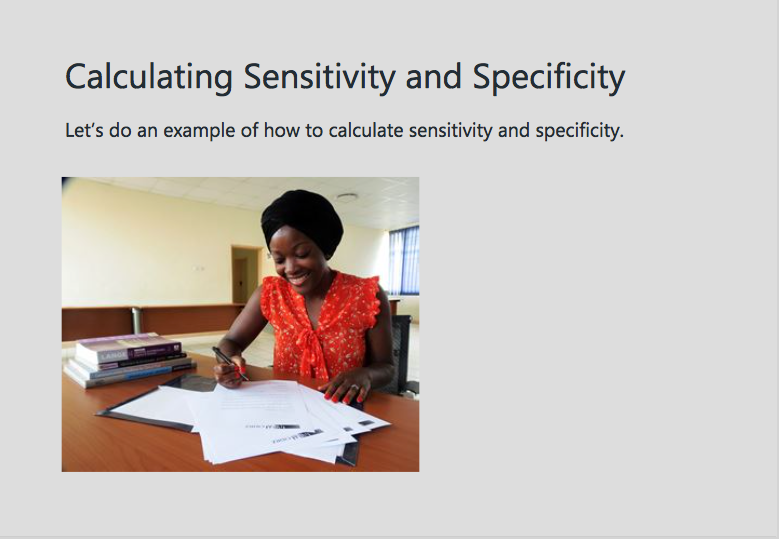 Calculating Sensitivity and Specificity
Let's do an example of how to calculate sensitivity and specificity.
LANGE